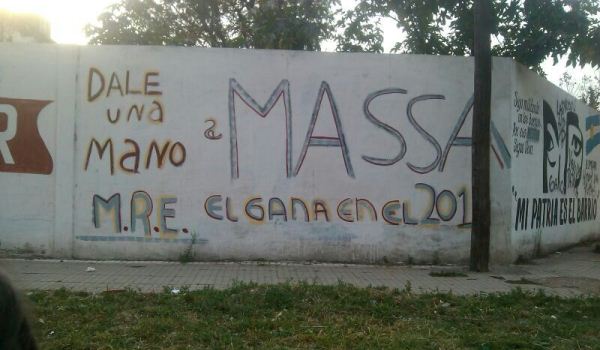 DALE
UNA
MANO
a MASSA
M.R.E. EL GANA EN EL 201
R
MI PATRIA ES EL BARRIO